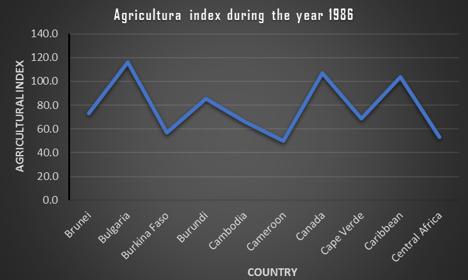 Agricultura index during the year 1986
AGRICULTURAL INDEX
140.0
120.0
100.0
80.0
60.0
40.0
20.0
0.0
Brunei
Bulgaria
Burkina Faso
Burundi
Cambodia
Cameroon
Canada
Cape Verde
Caribbean
Central Africa
COUNTRY